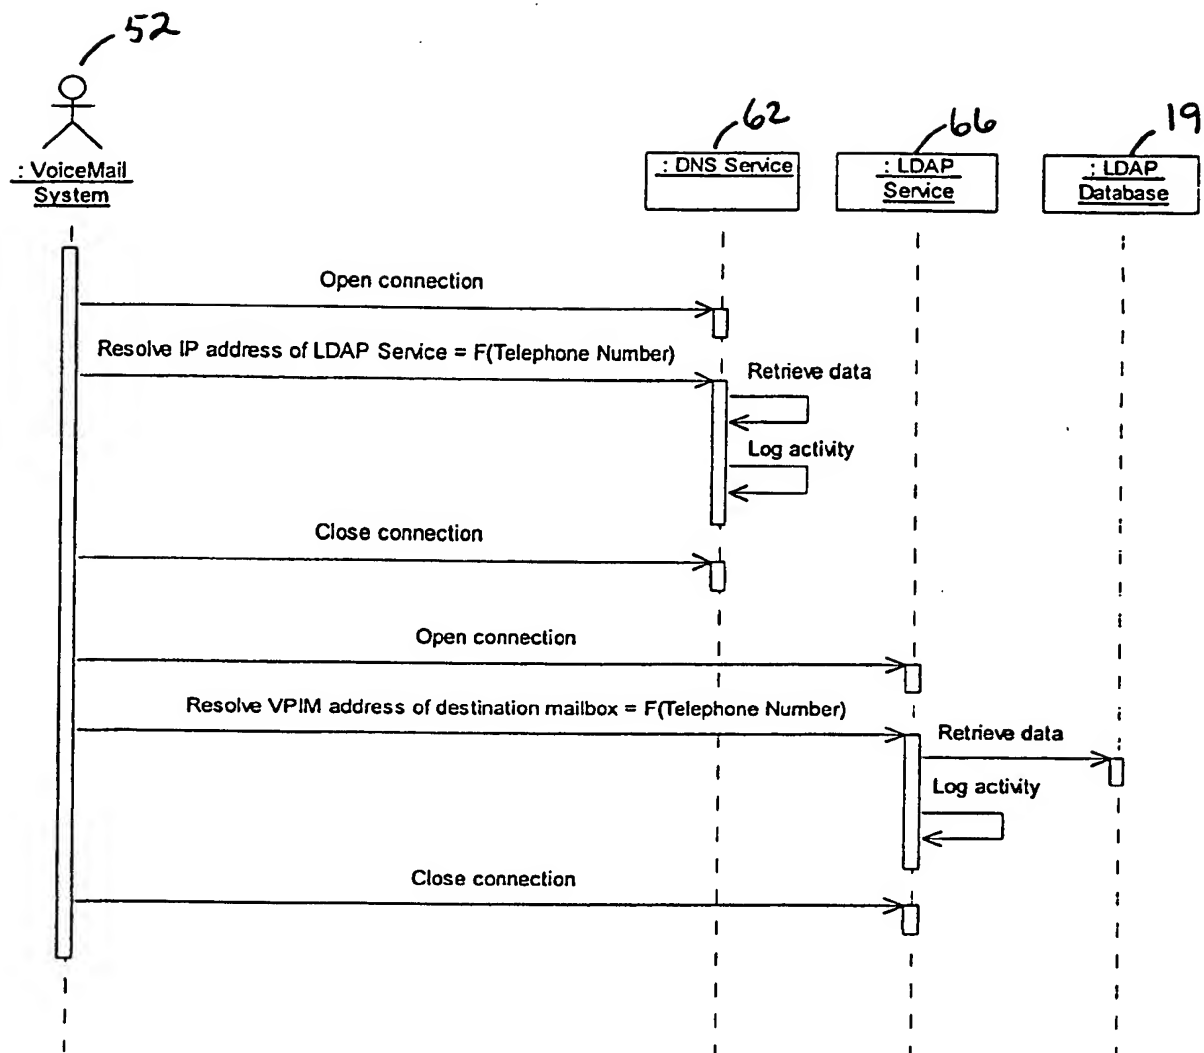 52
62
66
19
: VoiceMail
System
: DNS Service
: LDAP
Service
: LDAP
Database
Open connection
Resolve IP address of LDAP Service = F(Telephone Number)
Retrieve data
Log activity
Close connection
Open connection
Resolve VPIM address of destination mailbox = F(Telephone Number)
Retrieve data
Log activity
Close connection